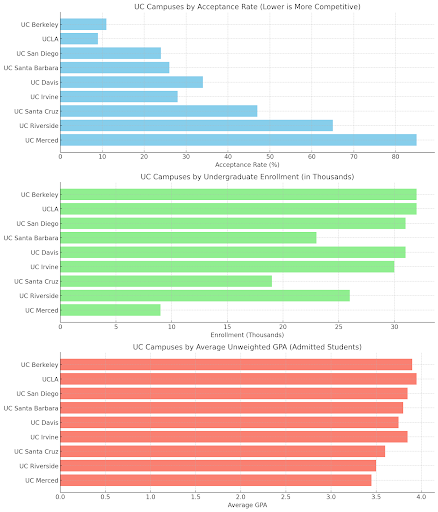 UC Campuses by Acceptance Rate (Lower is More Competitive)
UC Berkeley
UCLA
UC San Diego
UC Santa Barbara
UC Davis
UC Irvine
UC Santa Cruz
UC Riverside
UC Merced
0 10 20 30 40 50 60 70 80
Acceptance Rate (%)
UC Campuses by Undergraduate Enrollment (in Thousands)
UC Berkeley
UCLA
UC San Diego
UC Santa Barbara
UC Davis
UC Irvine
UC Santa Cruz
UC Riverside
UC Merced
0 5 10 15 20 25 30
Enrollment (Thousands)
UC Campuses by Average Unweighted GPA (Admitted Students)
UC Berkeley
UCLA
UC San Diego
UC Santa Barbara
UC Davis
UC Irvine
UC Santa Cruz
UC Riverside
UC Merced
0.0 0.5 1.0 1.5 2.0 2.5 3.0 3.5 4.0
Average GPA